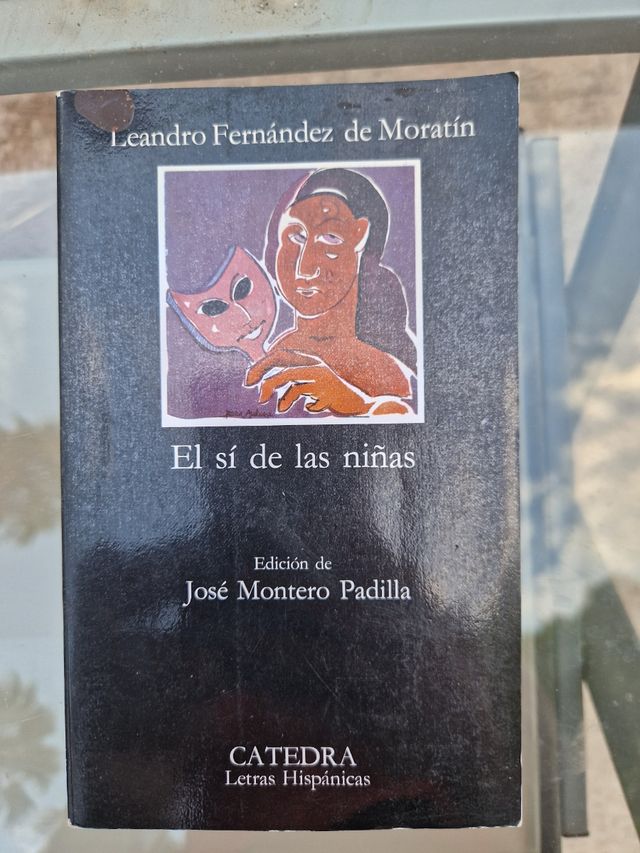 Leandro Fernández de Moratín
El sí de las niñas
Edición de
José Montero Padilla
CATEDRA
Letras Hispánicas